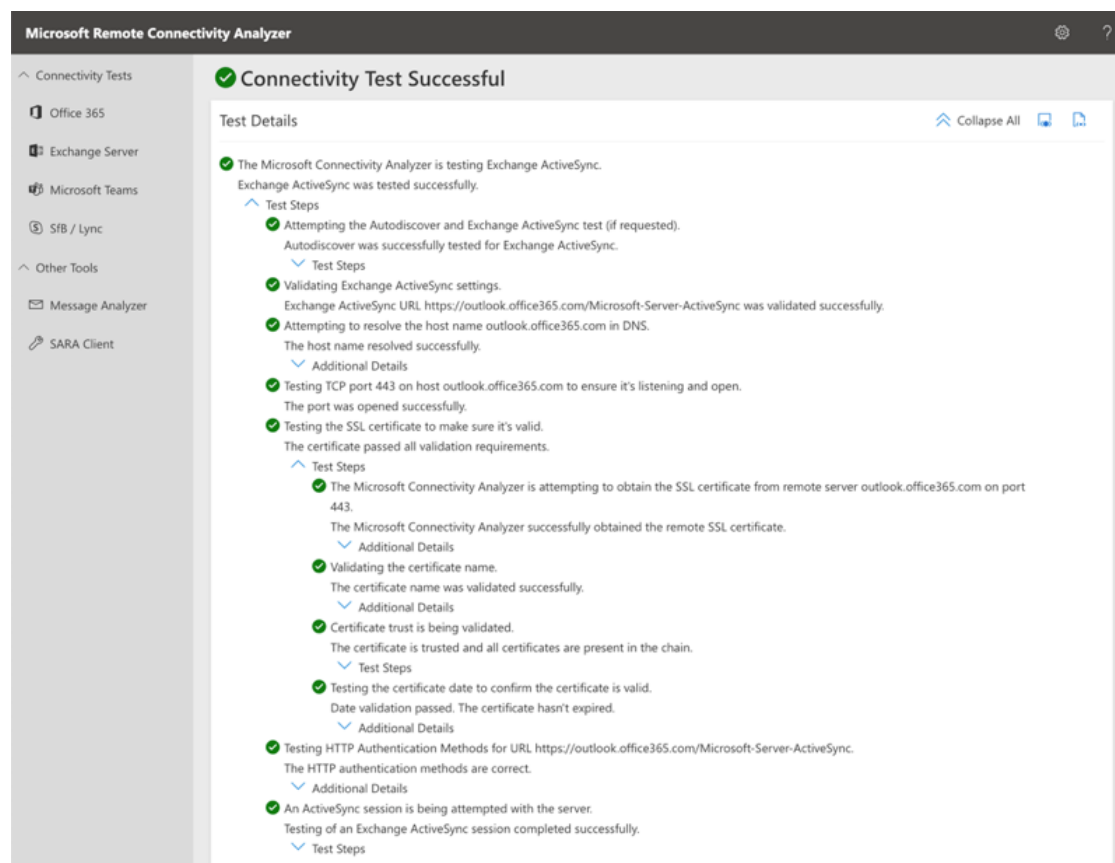 Microsoft Remote Connectivity Analyzer
?
Connectivity Tests
Office 365
Exchange Server
Microsoft Teams
SfB / Lync
Other Tools
Message Analyzer
SARA Client
Connectivity Test Successful
Test Details
Collapse All
The Microsoft Connectivity Analyzer is testing Exchange ActiveSync.
Exchange ActiveSync was tested successfully.
Test Steps
Attempting the Autodiscover and Exchange ActiveSync test (if requested).
Autodiscover was successfully tested for Exchange ActiveSync.
Test Steps
Validating Exchange ActiveSync settings.
Exchange ActiveSync URL https://outlook.office365.com/Microsoft-Server-ActiveSync was validated successfully.
Attempting to resolve the host name outlook.office365.com in DNS.
The host name resolved successfully.
Additional Details
Testing TCP port 443 on host outlook.office365.com to ensure it's listening and open.
The port was opened successfully.
Testing the SSL certificate to make sure it's valid.
The certificate passed all validation requirements.
Test Steps
The Microsoft Connectivity Analyzer is attempting to obtain the SSL certificate from remote server outlook.office365.com on port
443.
The Microsoft Connectivity Analyzer successfully obtained the remote SSL certificate.
Additional Details
Validating the certificate name.
The certificate name was validated successfully.
Additional Details
Certificate trust is being validated.
The certificate is trusted and all certificates are present in the chain.
Test Steps
Testing the certificate date to confirm the certificate is valid.
Date validation passed. The certificate hasn't expired.
Additional Details
Testing HTTP Authentication Methods for URL https://outlook.office365.com/Microsoft-Server-ActiveSync.
The HTTP authentication methods are correct.
Additional Details
An ActiveSync session is being attempted with the server.
Testing of an Exchange ActiveSync session completed successfully.
Test Steps